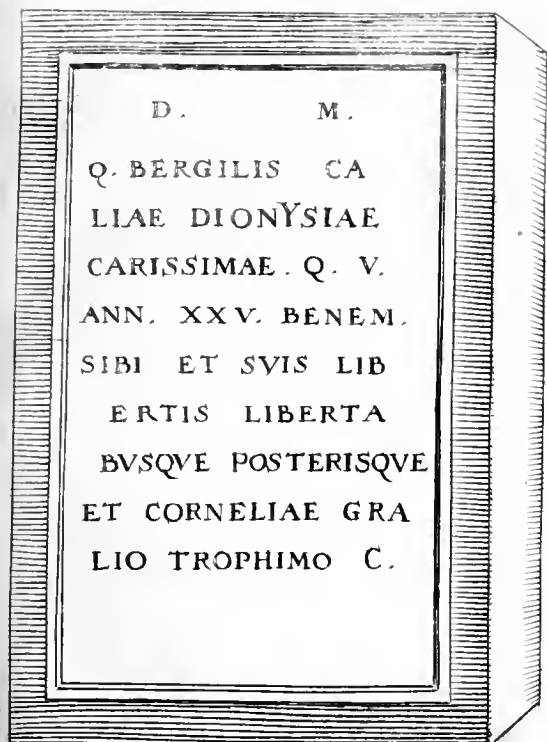 D. M.
Q. BERGILIS CA
LIAE DIONYSIAE
CARISSIMAE. Q. V.
ANN. XXV. BENEM.
SIBI ET SVIS LIB
ERTIS LIBERTA
BVSQVE POSTERISQVE
ET CORNELIAE GRA
LIO TROPHIMO C.